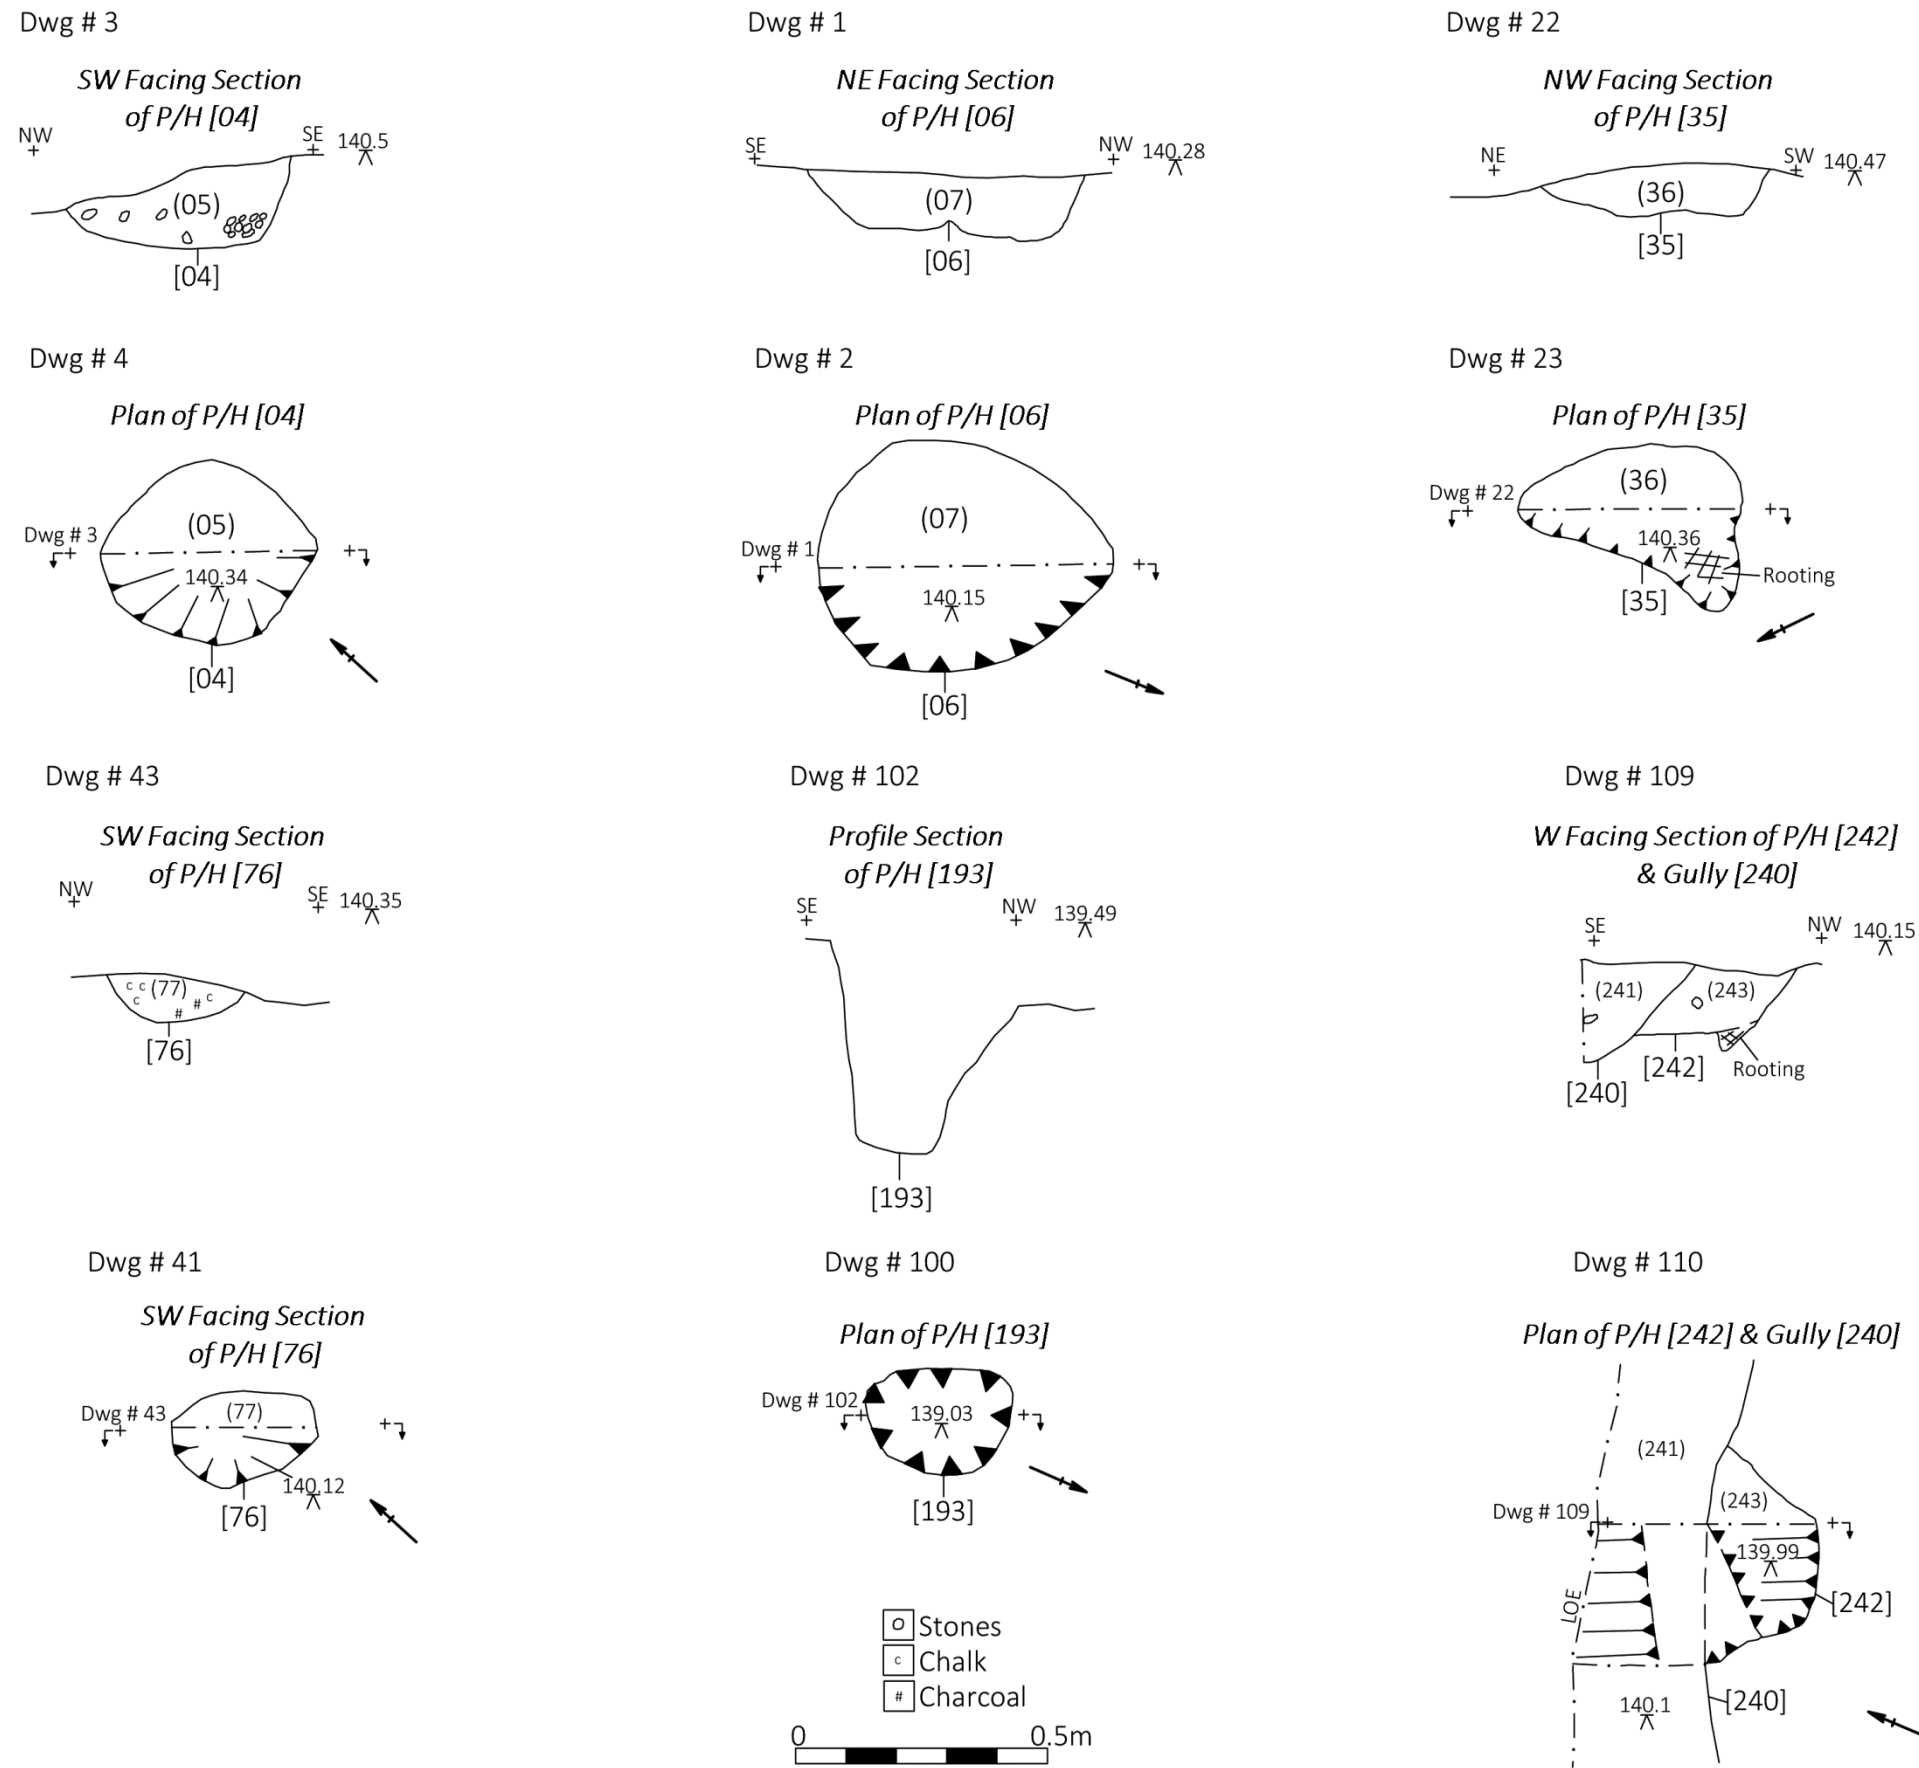 Dwg # 3
SW Facing Section
of P/H [04]
NW
SE
140.5
(05)
[04]
Dwg # 1
NE Facing Section
of P/H [06]
SE
NW
140.28
(07)
[06]
Dwg # 22
NW Facing Section
of P/H [35]
NE
SW
140.47
(36)
[35]
Dwg # 4
Plan of P/H [04]
(05)
Dwg # 3
140.34
[04]
Dwg # 2
Plan of P/H [06]
(07)
Dwg # 1
140.15
[06]
Dwg # 23
Plan of P/H [35]
(36)
Dwg # 22
140.36
Rooting
[35]
Dwg # 43
SW Facing Section
of P/H [76]
NW
SE
140.35
c c (77)
c # c
#
[76]
Dwg # 102
Profile Section
of P/H [193]
SE
NW
139.49
[193]
Dwg # 109
W Facing Section of P/H [242]
& Gully [240]
SE
NW
140.15
(241)
(243)
[242]
Rooting
[240]
Dwg # 41
SW Facing Section
of P/H [76]
Dwg # 43
(77)
140.12
[76]
Dwg # 100
Plan of P/H [193]
Dwg # 102
139.03
[193]
Dwg # 110
Plan of P/H [242] & Gully [240]
(241)
(243)
Dwg # 109
139.99
LOE
[242]
140.1
[240]
Stones
c Chalk
# Charcoal
0 0.5m